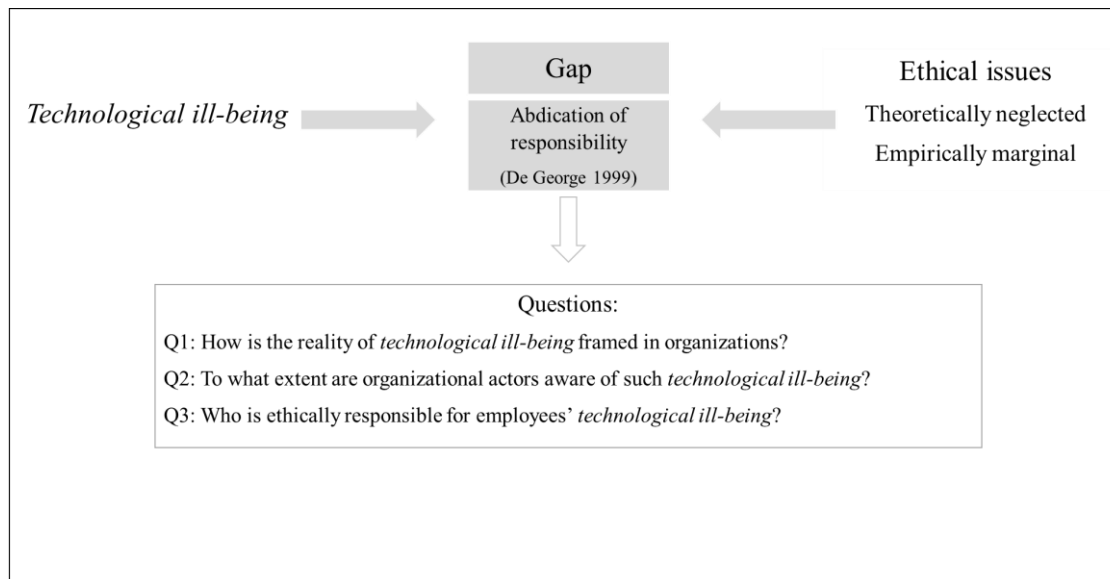 Technological ill-being
Gap
Abdication of
responsibility
(De George 1999)
Ethical issues
Theoretically neglected
Empirically marginal
Questions:
Q1: How is the reality of technological ill-being framed in organizations?
Q2: To what extent are organizational actors aware of such technological ill-being?
Q3: Who is ethically responsible for employees’ technological ill-being?